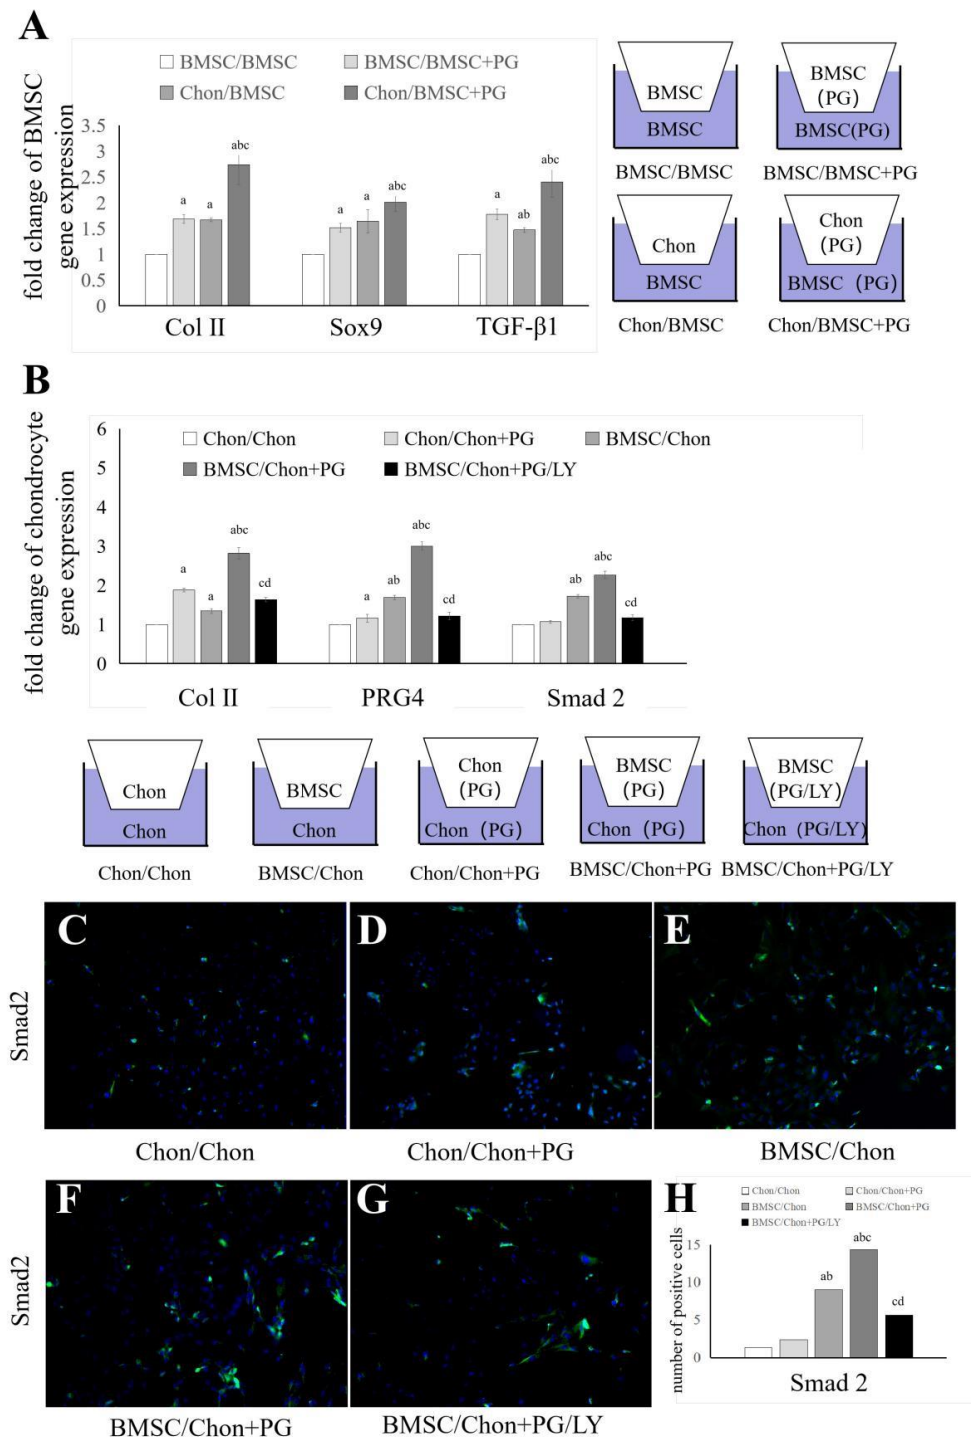 A
BMSC/BMSC
BMSC/BMSC+PG
Chon/BMSC
Chon/BMSC+PG
fold change of BMSC
gene expression
3.5
3
2.5
2
1.5
1
0.5
0
a
a
abc
a
a
abc
a
ab
abc
Col II
Sox9
TGF-β1
BMSC
BMSC
BMSC/BMSC
BMSC
(PG)
BMSC(PG)
BMSC/BMSC+PG
Chon
BMSC
Chon/BMSC
Chon
(PG)
BMSC (PG)
Chon/BMSC+PG
B
fold change of chondrocyte
gene expression
6
5
4
3
2
1
0
Chon/Chon
Chon/Chon+PG
BMSC/Chon
BMSC/Chon+PG
BMSC/Chon+PG/LY
a
a
abc
cd
a
ab
abc
cd
ab
abc
cd
Col II
PRG4
Smad 2
Chon
Chon
Chon/Chon
BMSC
Chon
BMSC/Chon
Chon
(PG)
Chon (PG)
Chon/Chon+PG
BMSC
(PG)
Chon (PG)
BMSC/Chon+PG
BMSC
(PG/LY)
Chon (PG/LY)
BMSC/Chon+PG/LY
Smad2
C
D
E
Chon/Chon
Chon/Chon+PG
BMSC/Chon
Smad2
F
G
BMSC/Chon+PG
BMSC/Chon+PG/LY
H
Chon/Chon
Chon/Chon+PG
BMSC/Chon
BMSC/Chon+PG
BMSC/Chon+PG/LY
number of positive cells
15
10
5
0
ab
abc
cd
Smad 2